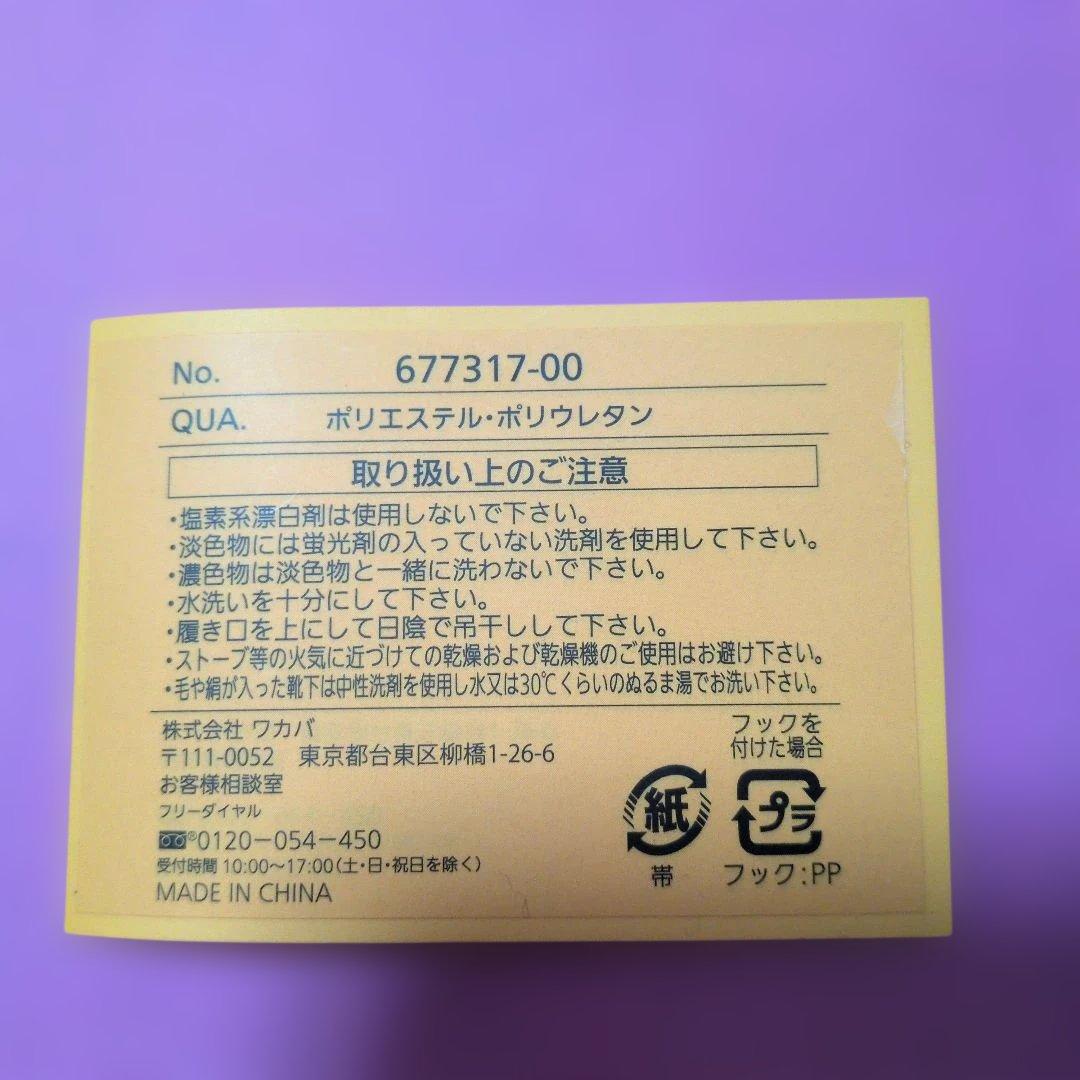 No. 677317-00
QUA. ポリエステル・ポリウレタン
取り扱い上のご注意
・塩素系漂白剤は使用しないで下さい。
・淡色物には蛍光剤の入っていない洗剤を使用して下さい。
・濃色物は淡色物と一緒に洗わないで下さい。
・水洗いを十分にして下さい。
・履き口を上にして日陰で吊干しして下さい。
・ストーブ等の火気に近づけての乾燥および乾燥機のご使用はお避け下さい。
・毛や絹が入った靴下は中性洗剤を使用し水又は30℃くらいのぬるま湯でお洗い下さい。
株式会社 ワカバ
〒111-0052 東京都台東区柳橋1-26-6
お客様相談室
フリーダイヤル
®0120−054−450
受付時間 10:00〜17:00(土・日・祝日を除く)
MADE IN CHINA
フックを
付けた場合
紙 プラ
帯 フック:PP